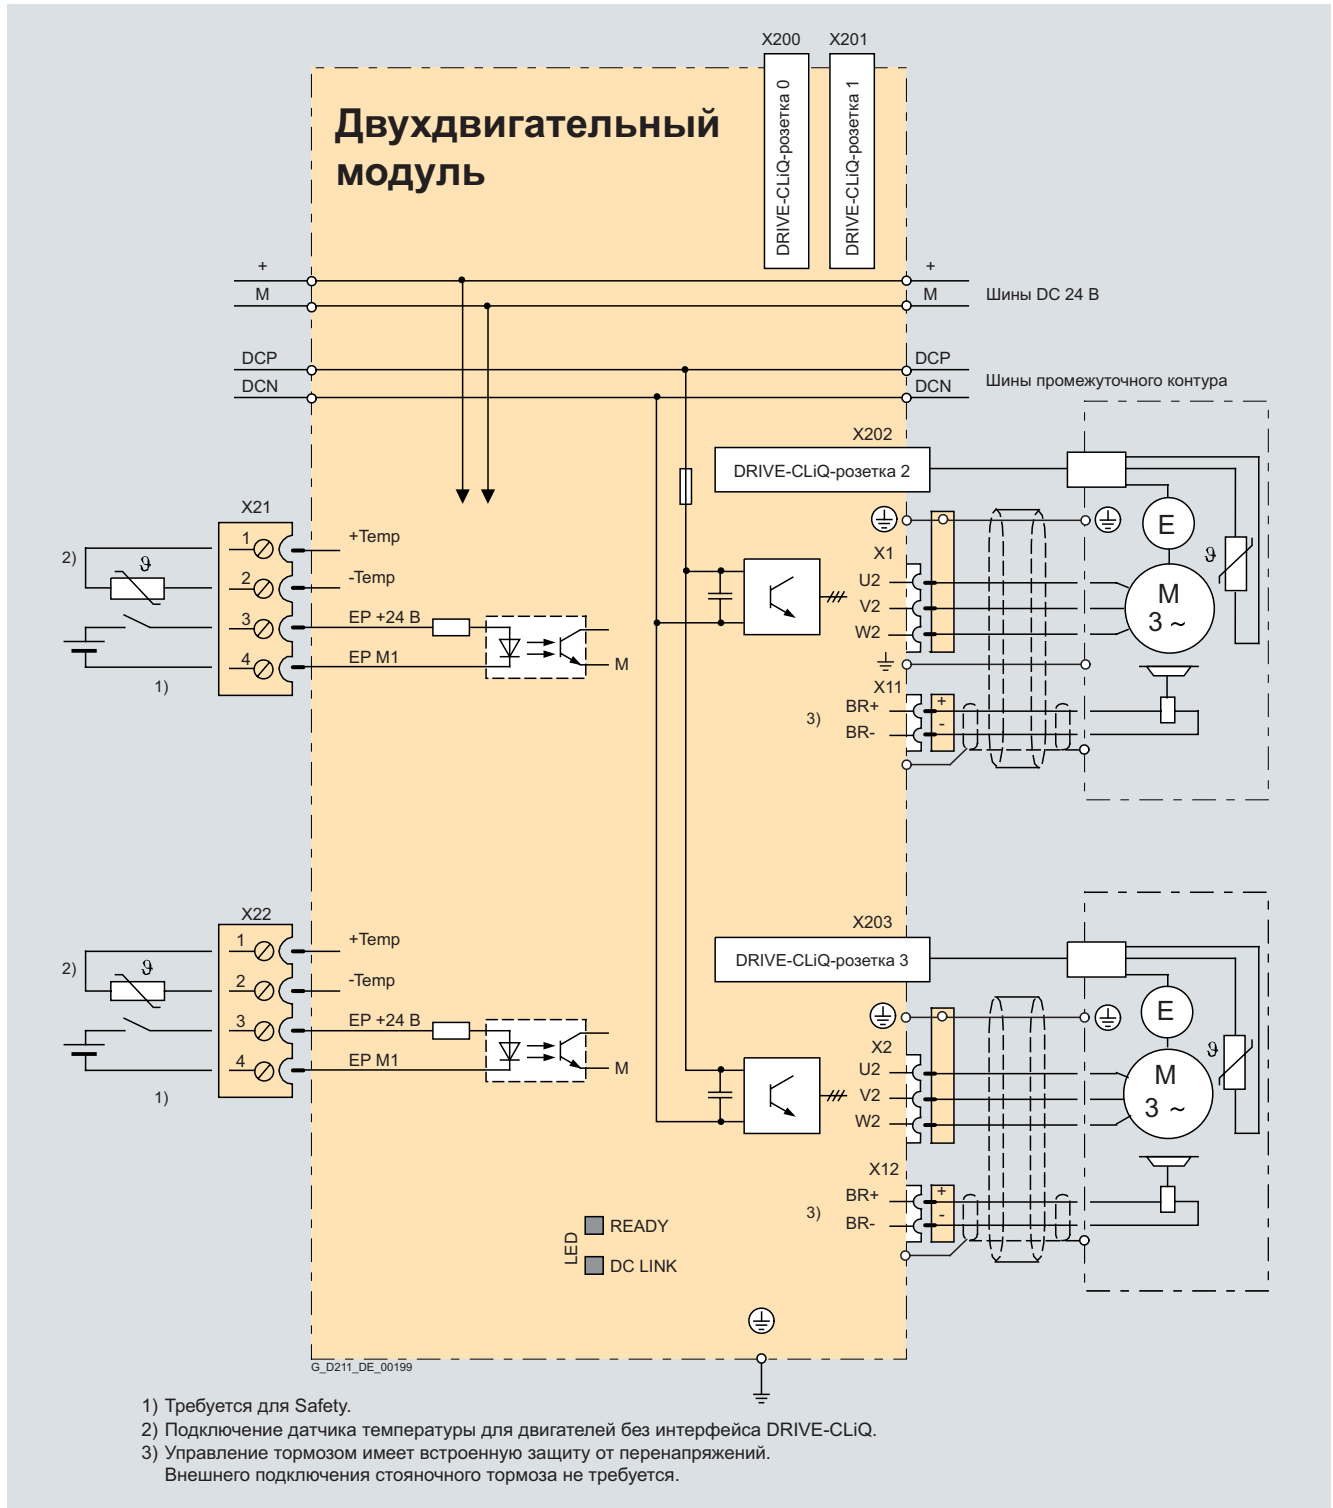 X200 X201
DRIVE-CLiQ-розетка 0
DRIVE-CLiQ-розетка 1
Двухдвигательный
модуль
+ +
M M Шины DC 24 В
DCP DCP
DCN DCN Шины промежуточного контура
X202
DRIVE-CLiQ-розетка 2
X21
2) ϑ
1 +Temp
2 -Temp
3 EP +24 В
4 EP M1
1)
M
X1
U2
V2
W2
E
M
3 ~
ϑ
X11
3) BR+ +
BR- -
X22
2) ϑ
1 +Temp
2 -Temp
3 EP +24 В
4 EP M1
1)
M
X203
DRIVE-CLiQ-розетка 3
X2
U2
V2
W2
E
M
3 ~
ϑ
X12
3) BR+ +
BR- -
LED
READY
DC LINK
G_D211_DE_00199
1) Требуется для Safety.
2) Подключение датчика температуры для двигателей без интерфейса DRIVE-CLiQ.
3) Управление тормозом имеет встроенную защиту от перенапряжений.
Внешнего подключения стояночного тормоза не требуется.